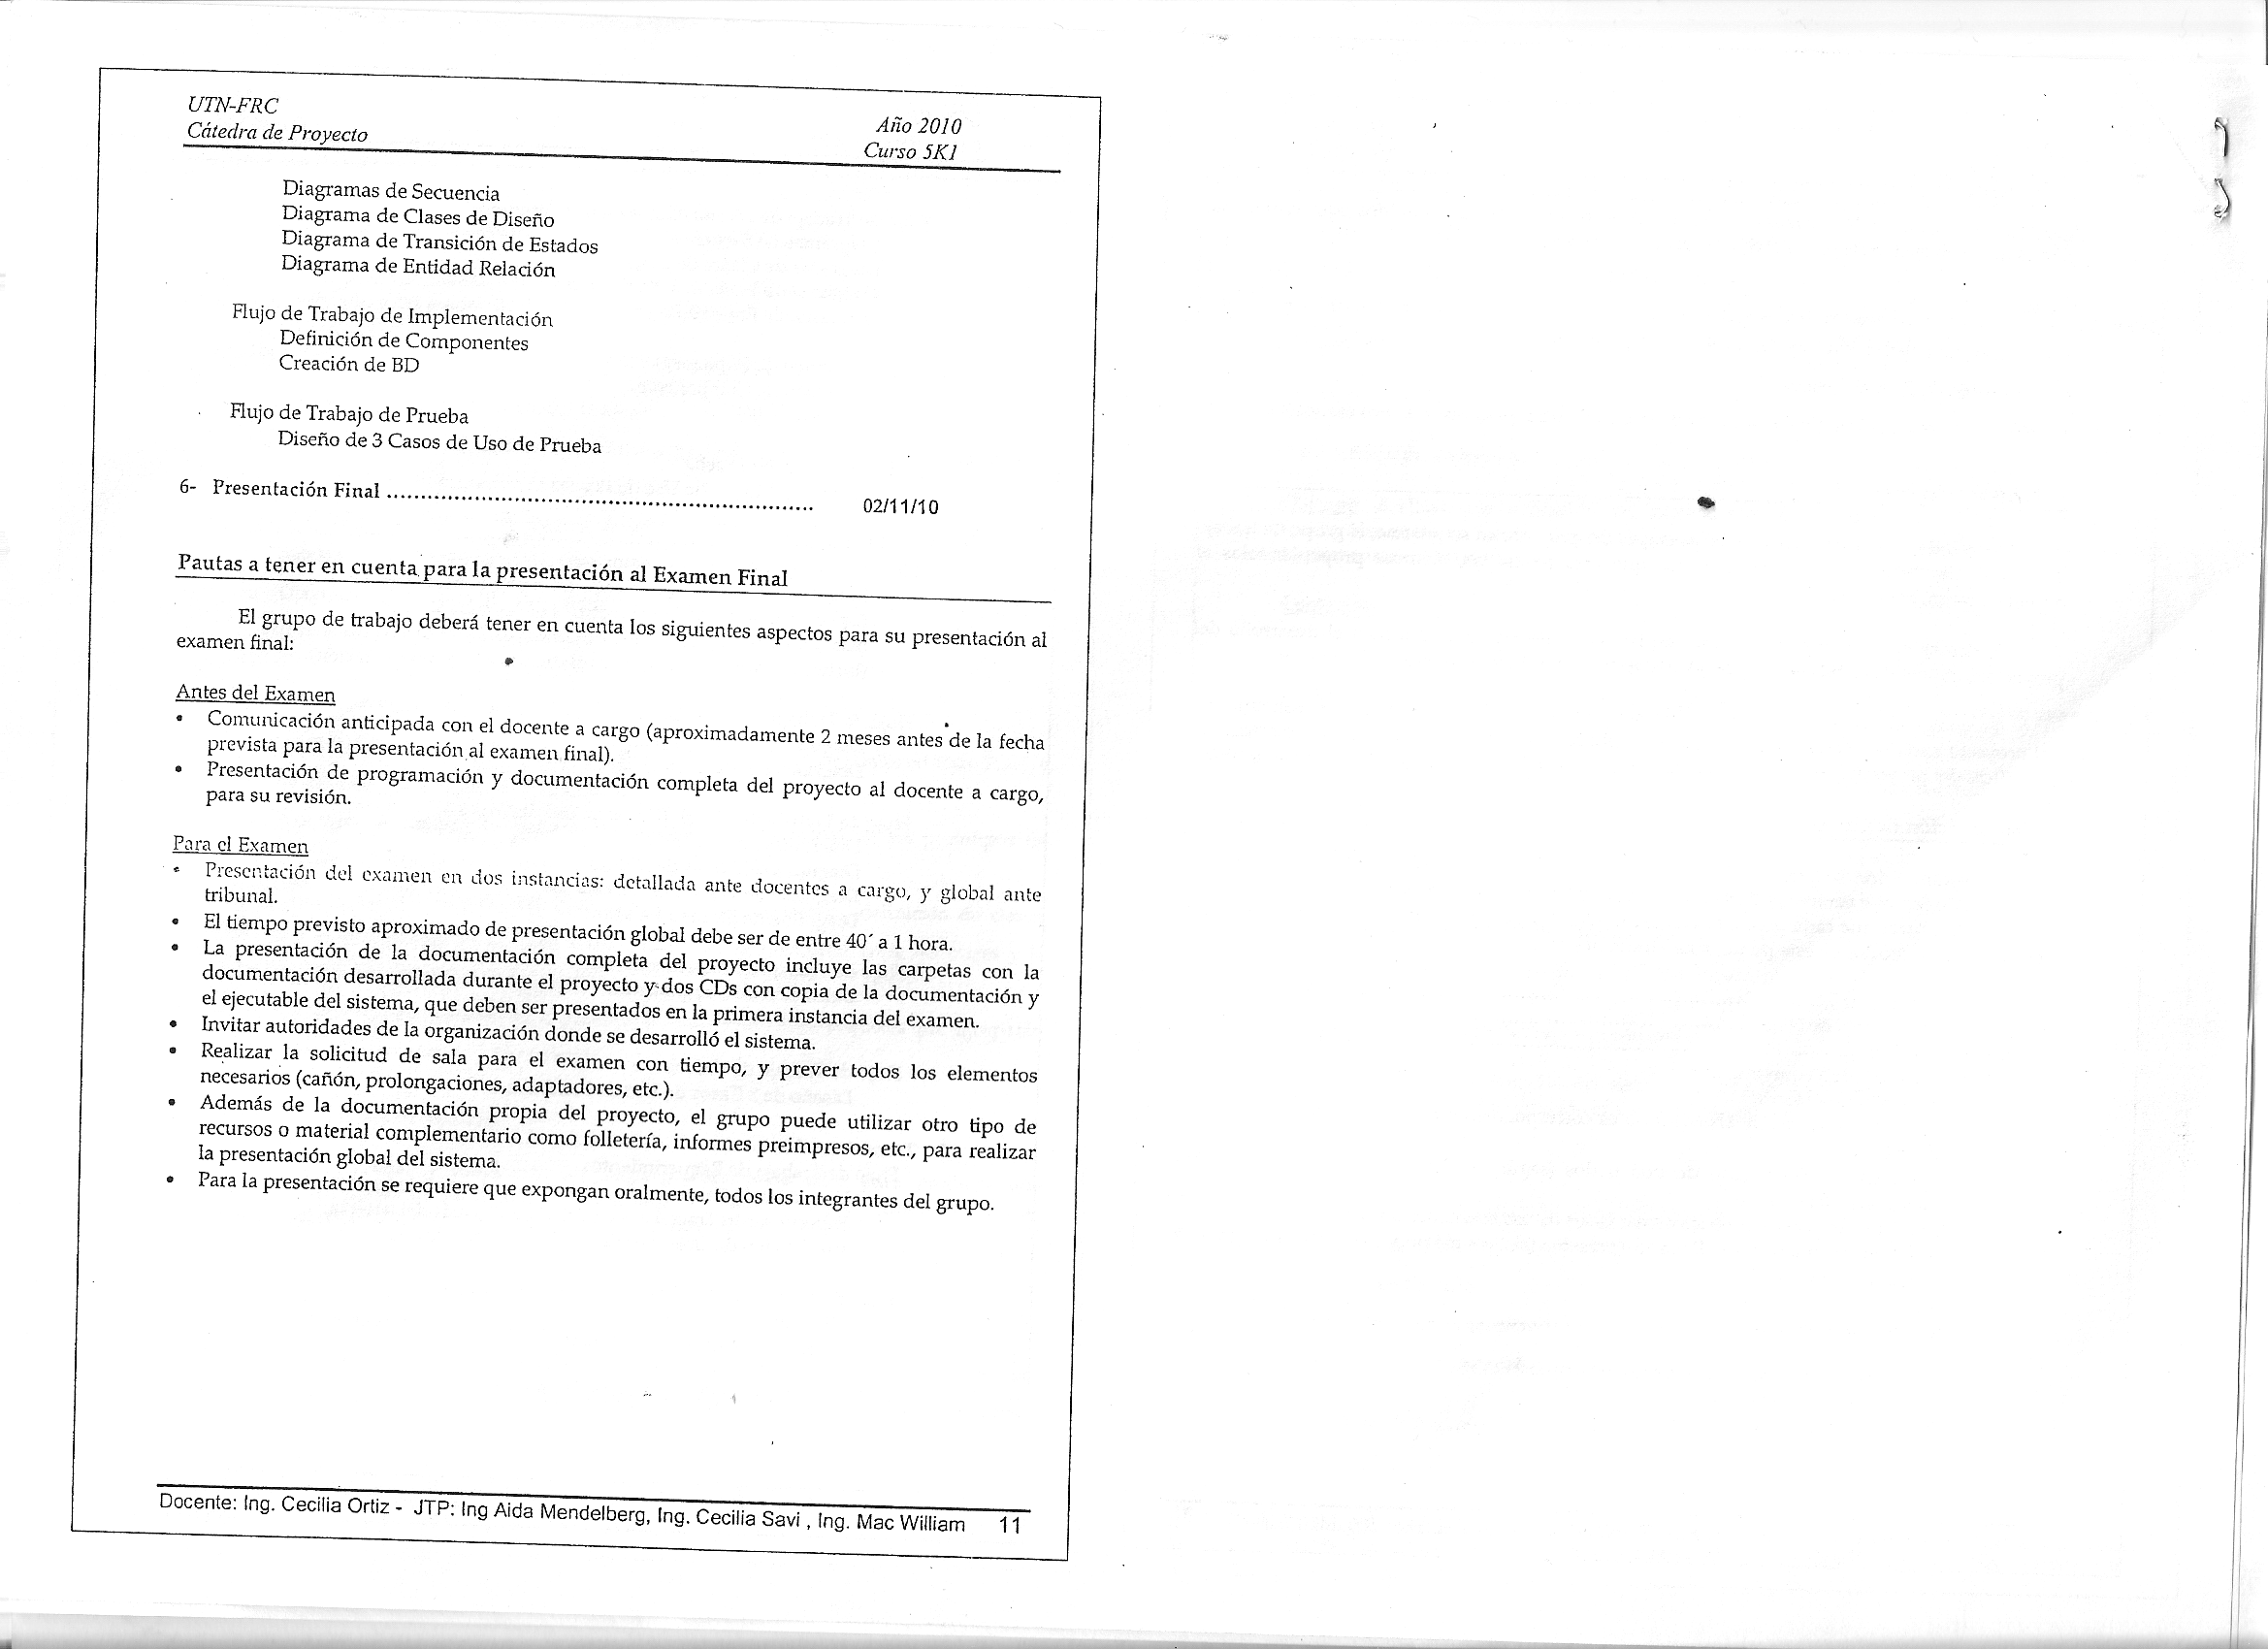 UTN-FRC
Cátedra de Proyecto
Año 2010
Curso 5K1
Diagramas de Secuencia
Diagrama de Clases de Diseño
Diagrama de Transición de Estados
Diagrama de Entidad Relación
Flujo de Trabajo de Implementación
Definición de Componentes
Creación de BD
Flujo de Trabajo de Prueba
Diseño de 3 Casos de Uso de Prueba
6- Presentación Final ................................................................ 02/11/10
Pautas a tener en cuenta para la presentación al Examen Final
El grupo de trabajo deberá tener en cuenta los siguientes aspectos para su presentación al
examen final:
Antes del Examen
• Comunicación anticipada con el docente a cargo (aproximadamente 2 meses antes de la fecha
prevista para la presentación al examen final).
• Presentación de programación y documentación completa del proyecto al docente a cargo,
para su revisión.
Para el Examen
• Presentación del examen en dos instancias: detallada ante docentes a cargo, y global ante
tribunal.
• El tiempo previsto aproximado de presentación global debe ser de entre 40´ a 1 hora.
• La presentación de la documentación completa del proyecto incluye las carpetas con la
documentación desarrollada durante el proyecto y dos CDs con copia de la documentación y
el ejecutable del sistema, que deben ser presentados en la primera instancia del examen.
• Invitar autoridades de la organización donde se desarrolló el sistema.
• Realizar la solicitud de sala para el examen con tiempo, y prever todos los elementos
necesarios (cañón, prolongaciones, adaptadores, etc.).
• Además de la documentación propia del proyecto, el grupo puede utilizar otro tipo de
recursos o material complementario como folletería, informes preimpresos, etc., para realizar
la presentación global del sistema.
• Para la presentación se requiere que expongan oralmente, todos los integrantes del grupo.
Docente: Ing. Cecilia Ortiz - JTP: Ing Aida Mendelberg, Ing. Cecilia Savi , Ing. Mac William 11